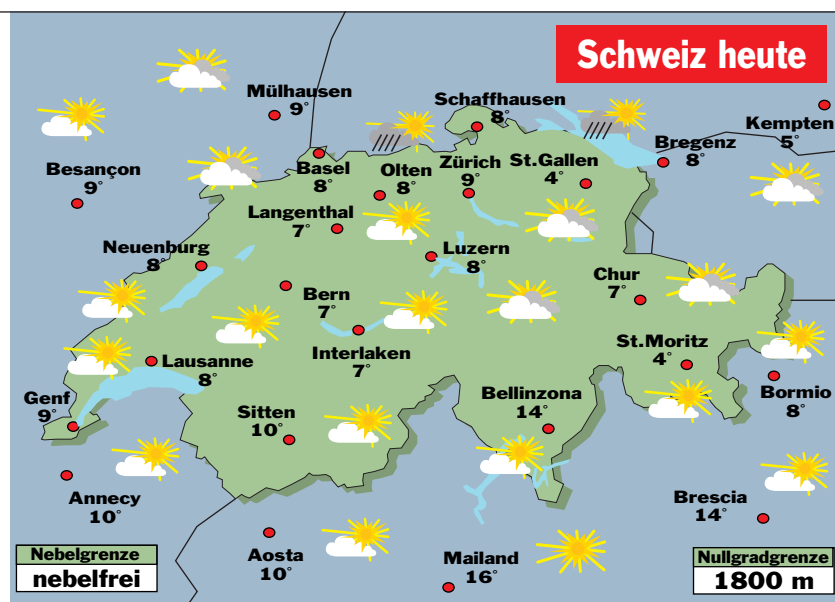 Schweiz heute
Mülhausen
9°
Schaffhausen
8°
Kempten
5°
Besançon
9°
Basel
8°
Olten
8°
Zürich
9°
St.Gallen
4°
Bregenz
8°
Langenthal
7°
Neuenburg
8°
Luzern
8°
Bern
7°
Chur
7°
Interlaken
7°
Lausanne
8°
St.Moritz
4°
Genf
9°
Sitten
10°
Bellinzona
14°
Bormio
8°
Annecy
10°
Brescia
14°
Aosta
10°
Mailand
16°
Nebelgrenze
nebelfrei
Nullgradgrenze
1800 m